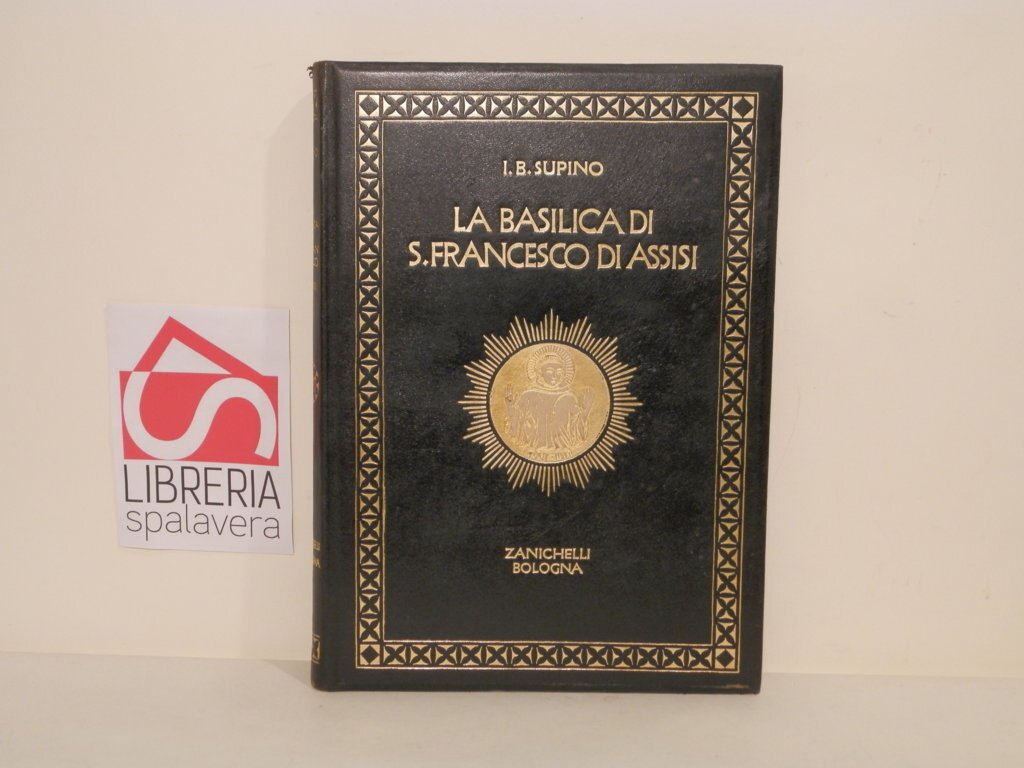 I. B. SUPINO
LA BASILICA DI
S. FRANCESCO DI ASSISI
ZANICHELLI
BOLOGNA
LIBRERIA
spalavera